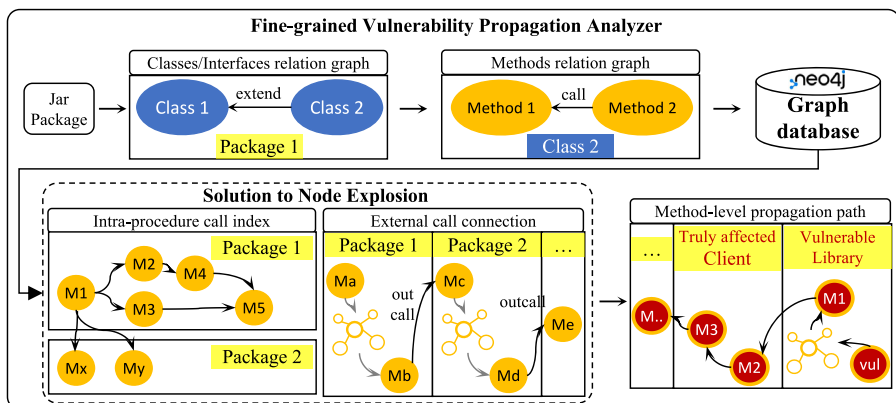 Fine-grained Vulnerability Propagation Analyzer
Jar
Package
Classes/Interfaces relation graph
Class 1
extend
Class 2
Package 1
Methods relation graph
Method 1
call
Method 2
Class 2
neo4j
Graph
database
Solution to Node Explosion
Intra-procedure call index
Package 1
M1
M2
M4
M3
M5
Mx
My
Package 2
External call connection
Package 1
Package 2
...
Ma
out
call
Mb
Mc
outcall
Md
Me
Method-level propagation path
...
Truly affected
Client
Vulnerable
Library
M..
M3
M2
M1
vul